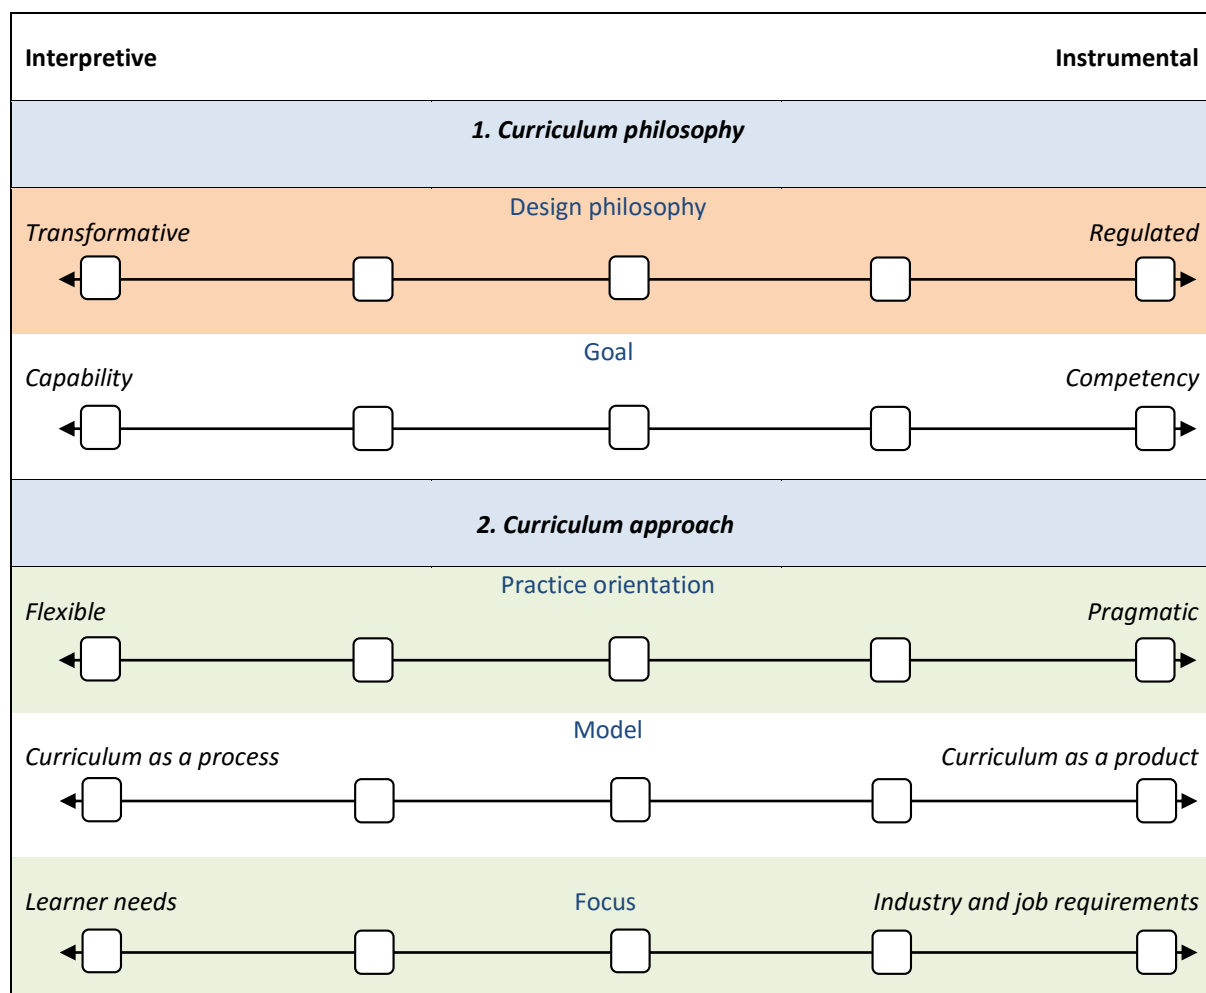 Interpretive Instrumental
1. Curriculum philosophy
Design philosophy
Transformative Regulated
Goal
Capability Competency
2. Curriculum approach
Practice orientation
Flexible Pragmatic
Model
Curriculum as a process Curriculum as a product
Learner needs Focus Industry and job requirements